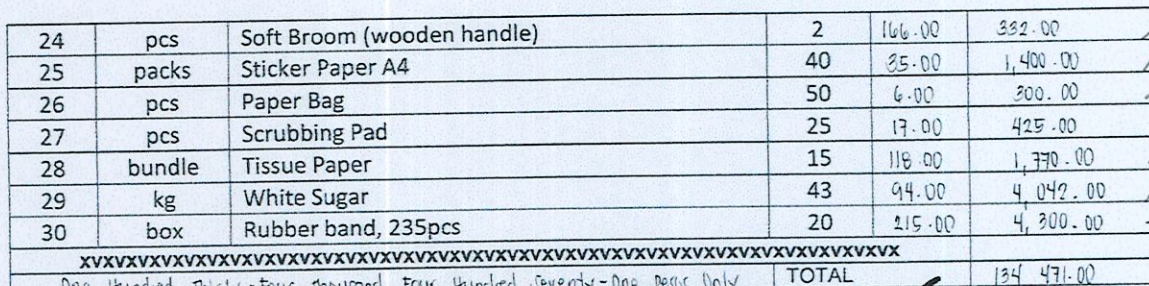 24 pcs Soft Broom (wooden handle) 2 166.00 332.00
25 packs Sticker Paper A4 40 35.00 1,400.00
26 pcs Paper Bag 50 6.00 300.00
27 pcs Scrubbing Pad 25 17.00 425.00
28 bundle Tissue Paper 15 118.00 1,770.00
29 kg White Sugar 43 94.00 4,042.00
30 box Rubber band, 235pcs 20 215.00 4,300.00
xvxvxvxvxvxvxvxvxvxvxvxvxvxvxvxvxvxvxvxvxvxvxvxvxvxvxvxvxvxvxvxvxvxvxvx
One Hundred Thirty-Four Thousand Four Hundred Seventy-One Pesos Only TOTAL 134 471.00